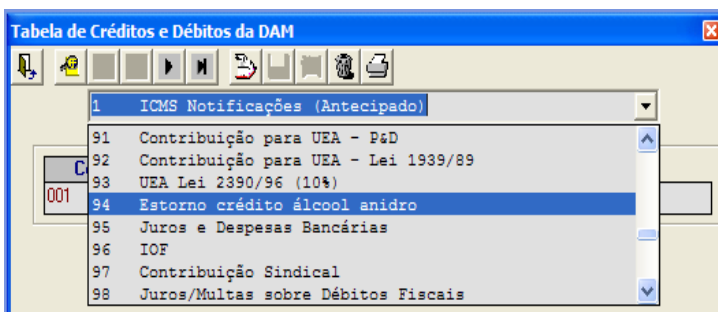 Tabela de Créditos e Débitos da DAM
1 ICMS Notificações (Antecipado)
91 Contribuição para UEA - P&D
92 Contribuição para UEA - Lei 1939/89
93 UEA Lei 2390/96 (10%)
94 Estorno crédito álcool anidro
95 Juros e Despesas Bancárias
96 IOF
97 Contribuição Sindical
98 Juros/Multas sobre Débitos Fiscais
001